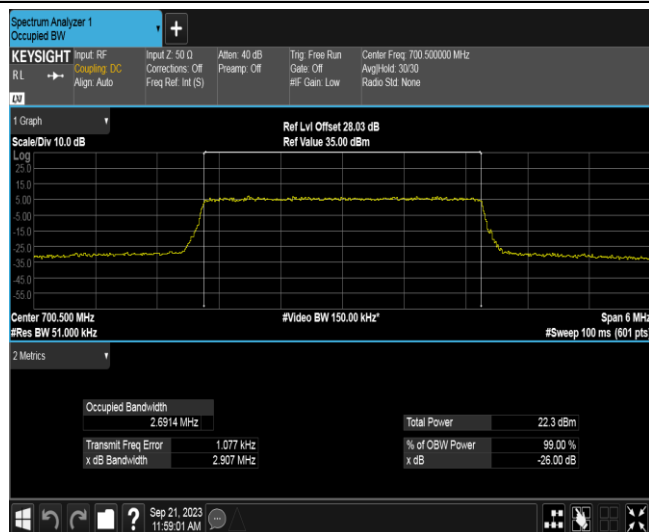 Spectrum Analyzer 1
Occupied BW
+
KEYSIGHT Input: RF Input Z: 50 Ω Atten: 40 dB Trig: Free Run Center Freq: 700.500000 MHz
RL Coupling: DC Corrections: Off Preamp: Off Gate: Off Avg|Hold: 30/30
Align: Auto Freq Ref: Int (S) #IF Gain: Low Radio Std: None
LXI
1 Graph
Ref Lvl Offset 28.03 dB
Scale/Div 10.0 dB Ref Value 35.00 dBm
Log
25.0
15.0
5.00
-5.00
-15.0
-25.0
-35.0
-45.0
-55.0
Center 700.500 MHz #Video BW 150.00 kHz* Span 6 MHz
#Res BW 51.000 kHz #Sweep 100 ms (601 pts)
2 Metrics
Occupied Bandwidth
2.6914 MHz Total Power 22.3 dBm
Transmit Freq Error 1.077 kHz % of OBW Power 99.00 %
x dB Bandwidth 2.907 MHz x dB -26.00 dB
? Sep 21, 2023
11:59:01 AM